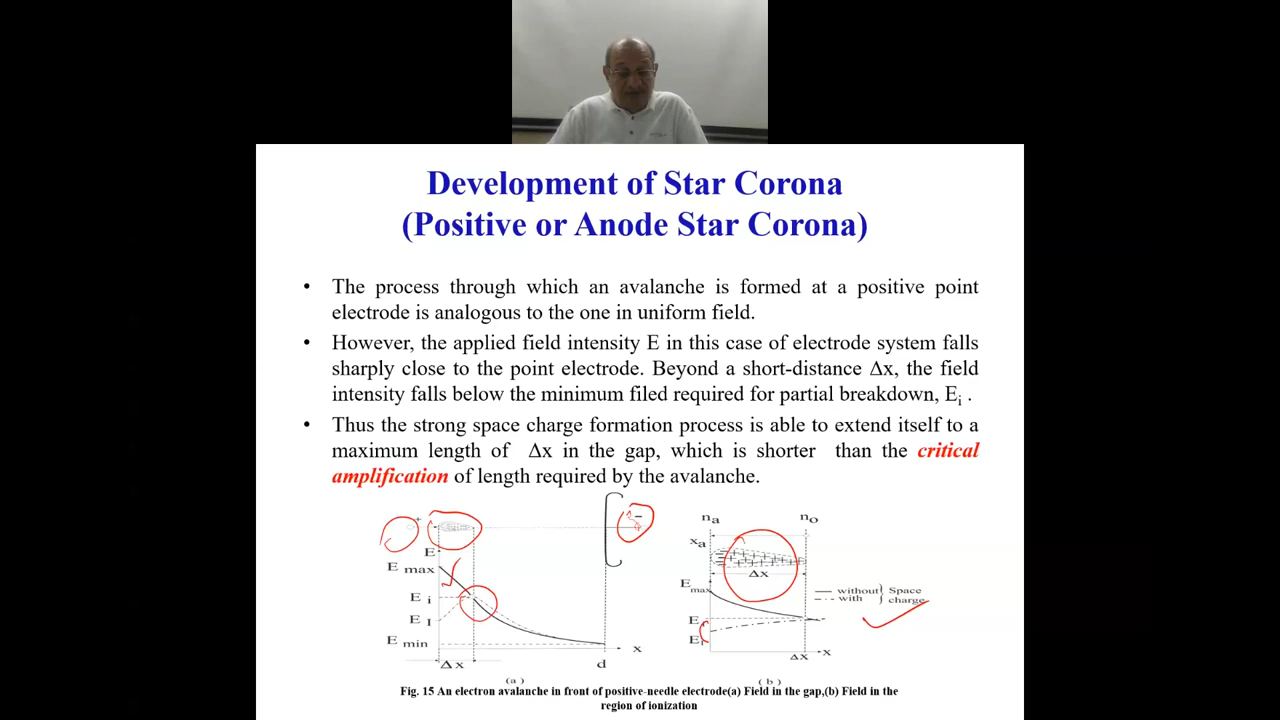 Development of Star Corona
(Positive or Anode Star Corona)
• The process through which an avalanche is formed at a positive point
electrode is analogous to the one in uniform field.
• However, the applied field intensity E in this case of electrode system falls
sharply close to the point electrode. Beyond a short-distance Δx, the field
intensity falls below the minimum filed required for partial breakdown, Ei .
• Thus the strong space charge formation process is able to extend itself to a
maximum length of Δx in the gap, which is shorter than the critical
amplification of length required by the avalanche.
+
−
E
E max
E i
E I
E min
x
Δx
d
(a)
na
no
xa
Δx
E max
without
with
Space
charge
E
Δx
x
(b)
Fig. 15 An electron avalanche in front of positive-needle electrode(a) Field in the gap,(b) Field in the
region of ionization